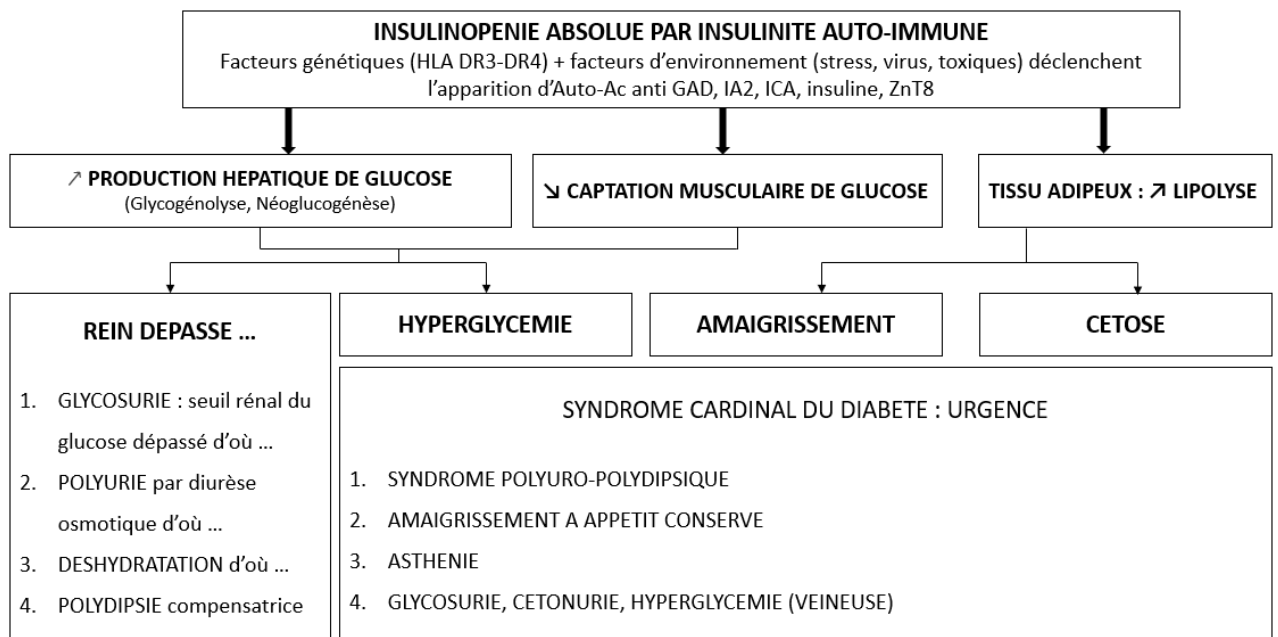 INSULINOPENIE ABSOLUE PAR INSULINITE AUTO-IMMUNE
Facteurs génétiques (HLA DR3-DR4) + facteurs d’environnement (stress, virus, toxiques) déclenchent
l’apparition d’Auto-Ac anti GAD, IA2, ICA, insuline, ZnT8
↗ PRODUCTION HEPATIQUE DE GLUCOSE
(Glycogénolyse, Néoglucogénèse)
↘ CAPTATION MUSCULAIRE DE GLUCOSE
TISSU ADIPEUX : ↗ LIPOLYSE
REIN DEPASSE …
1. GLYCOSURIE : seuil rénal du
glucose dépassé d’où …
2. POLYURIE par diurèse
osmotique d’où …
3. DESHYDRATATION d’où …
4. POLYDIPSIE compensatrice
HYPERGLYCEMIE
AMAIGRISSEMENT
CETOSE
SYNDROME CARDINAL DU DIABETE : URGENCE
1. SYNDROME POLYURO-POLYDIPSIQUE
2. AMAIGRISSEMENT A APPETIT CONSERVE
3. ASTHENIE
4. GLYCOSURIE, CETONURIE, HYPERGLYCEMIE (VEINEUSE)